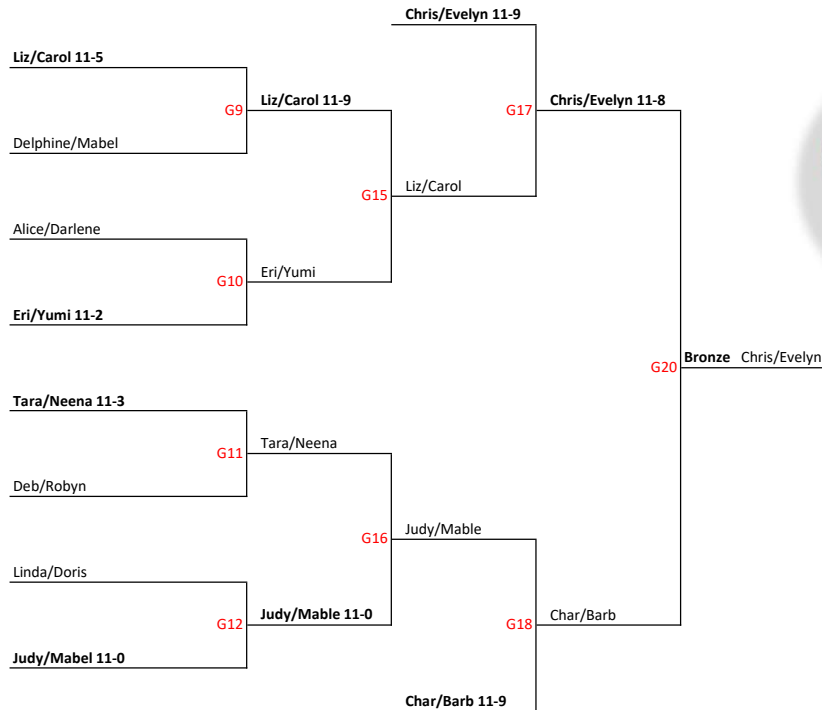 Chris/Evelyn 11-9
Liz/Carol 11-5
G9 Liz/Carol 11-9 G17 Chris/Evelyn 11-8
Delphine/Mabel
G15 Liz/Carol
Alice/Darlene
G10 Eri/Yumi
Eri/Yumi 11-2
G20 Bronze Chris/Evelyn
Tara/Neena 11-3
G11 Tara/Neena
Deb/Robyn
G16 Judy/Mable
Linda/Doris
G12 Judy/Mable 11-0 G18 Char/Barb
Judy/Mabel 11-0
Char/Barb 11-9